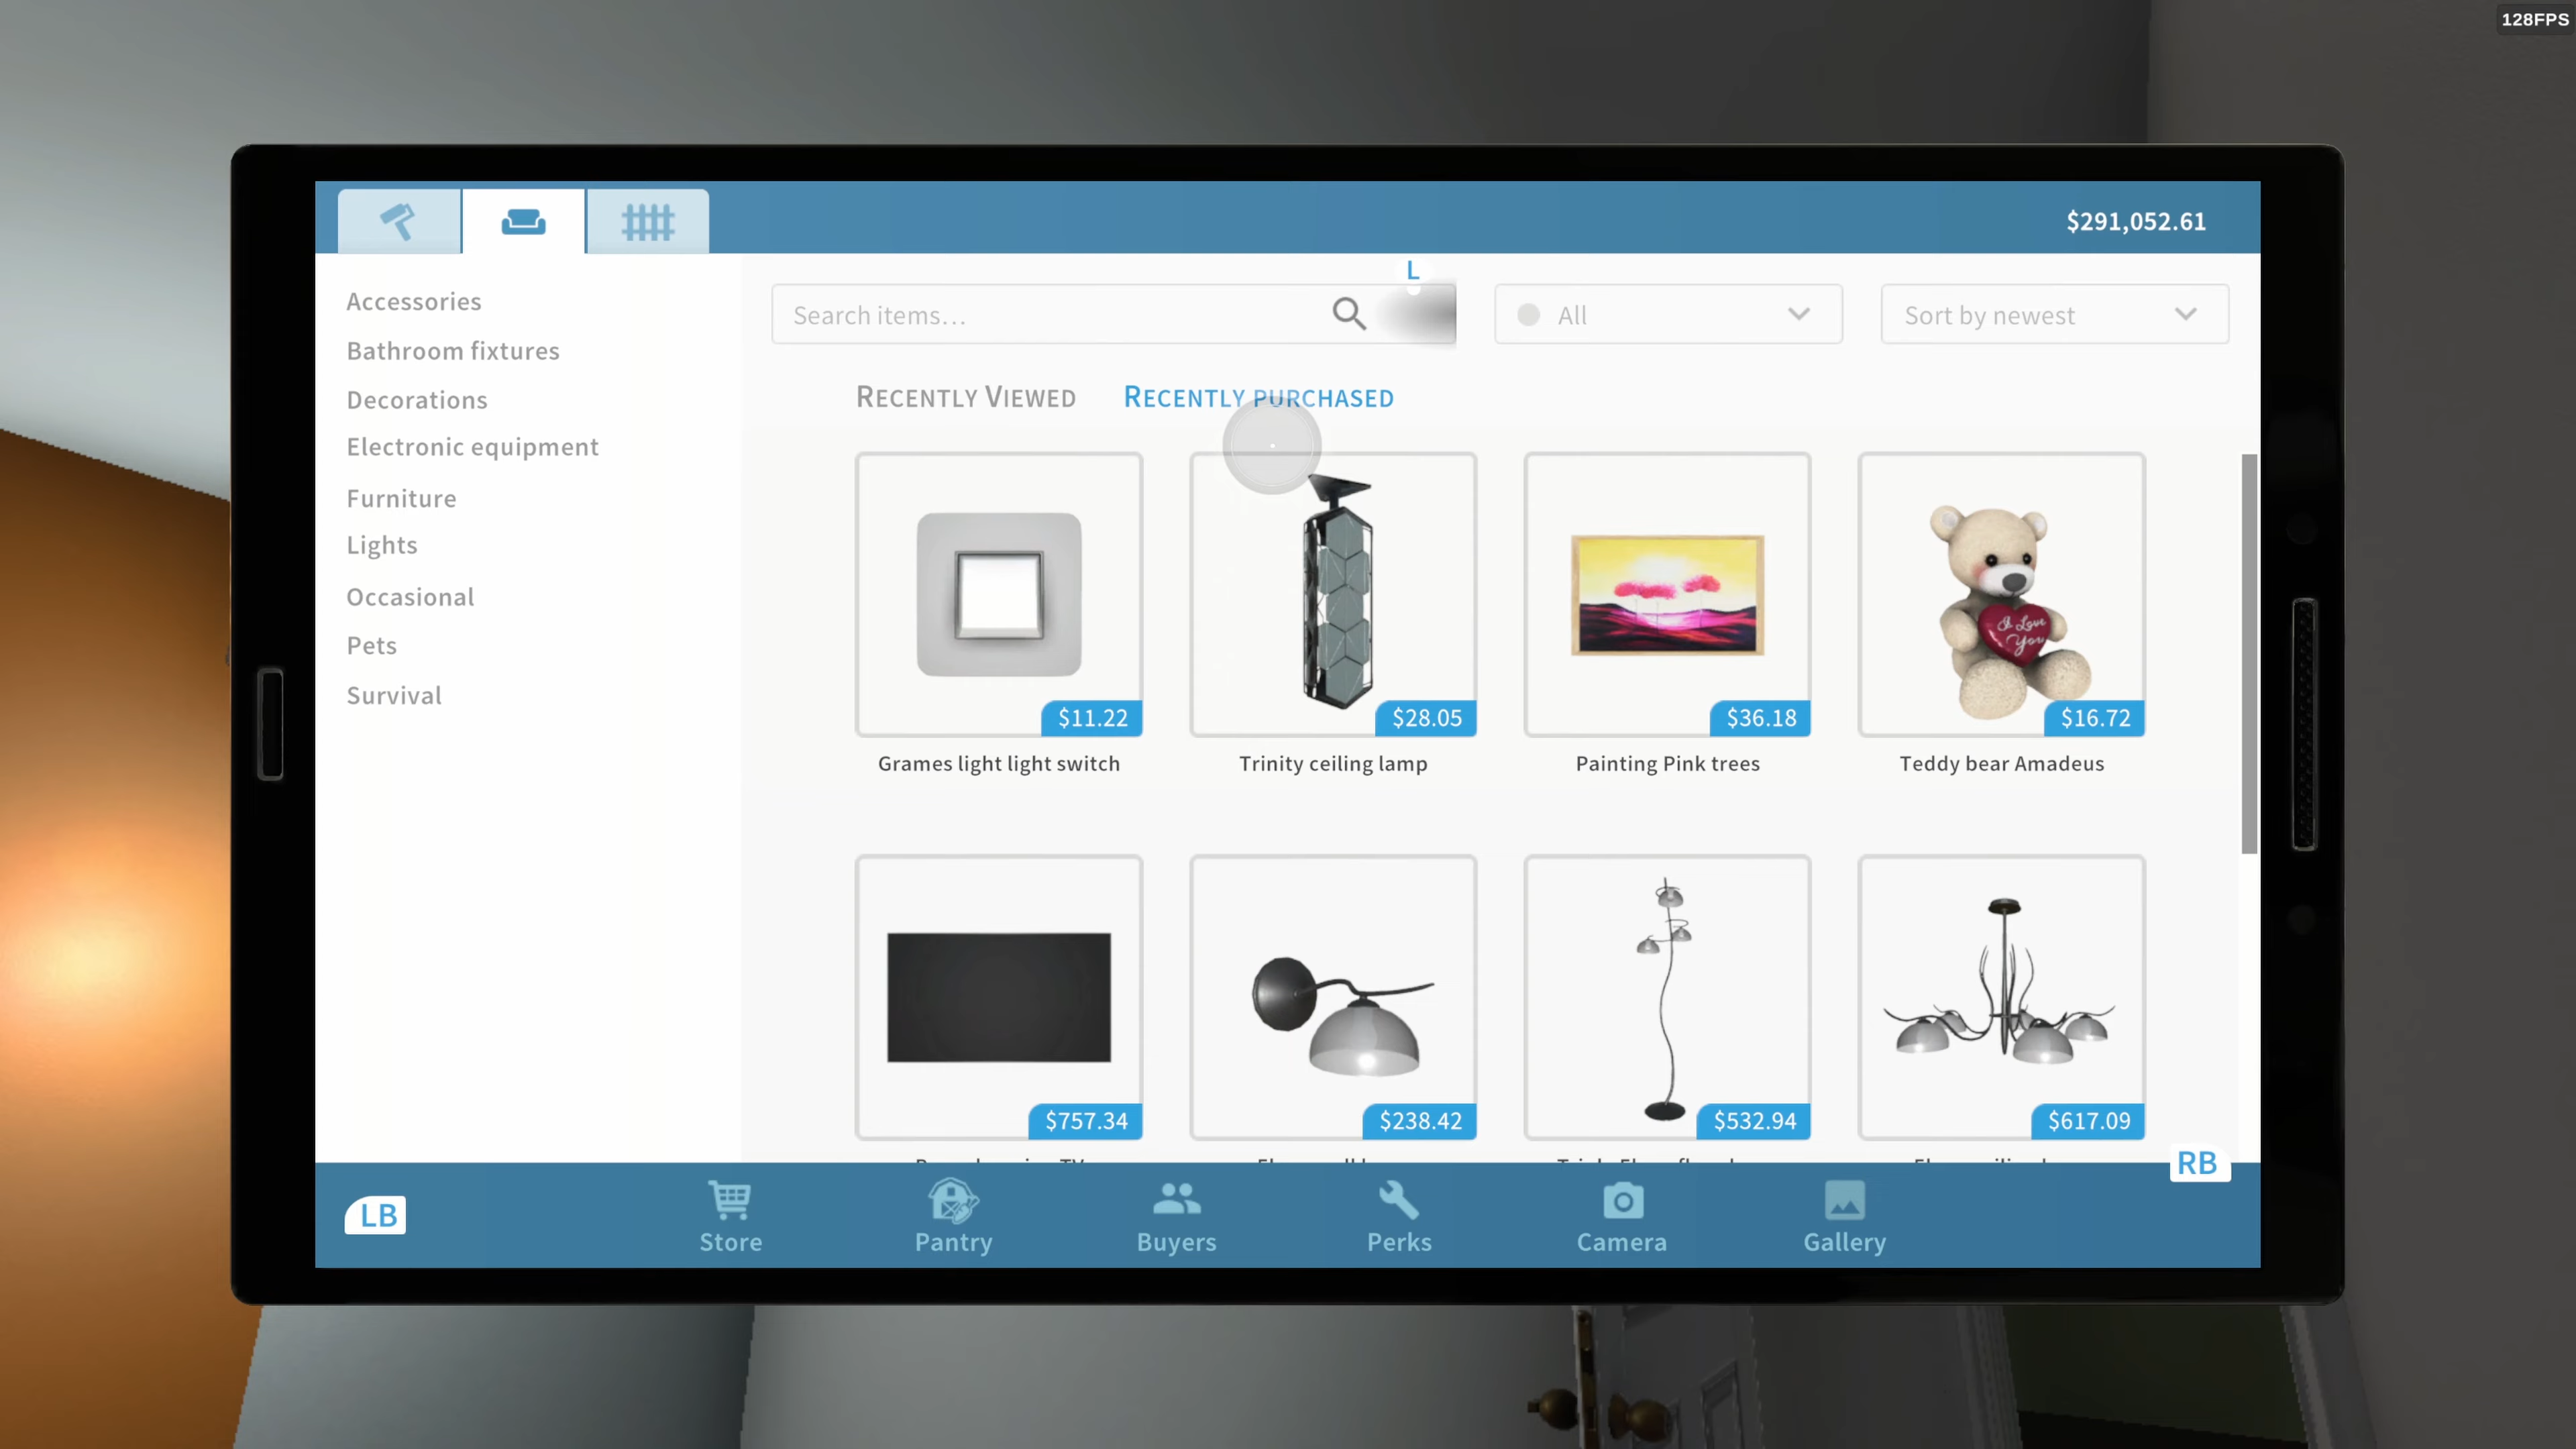 128FPS
$291,052.61
L
Search items...
All
Sort by newest
Accessories
Bathroom fixtures
Decorations
Electronic equipment
Furniture
Lights
Occasional
Pets
Survival
RECENTLY VIEWED RECENTLY PURCHASED
I Love
You
$11.22 $28.05 $36.18 $16.72
Grames light light switch Trinity ceiling lamp Painting Pink trees Teddy bear Amadeus
$757.34 $238.42 $532.94 $617.09
RB
LB
Store Pantry Buyers Perks Camera Gallery